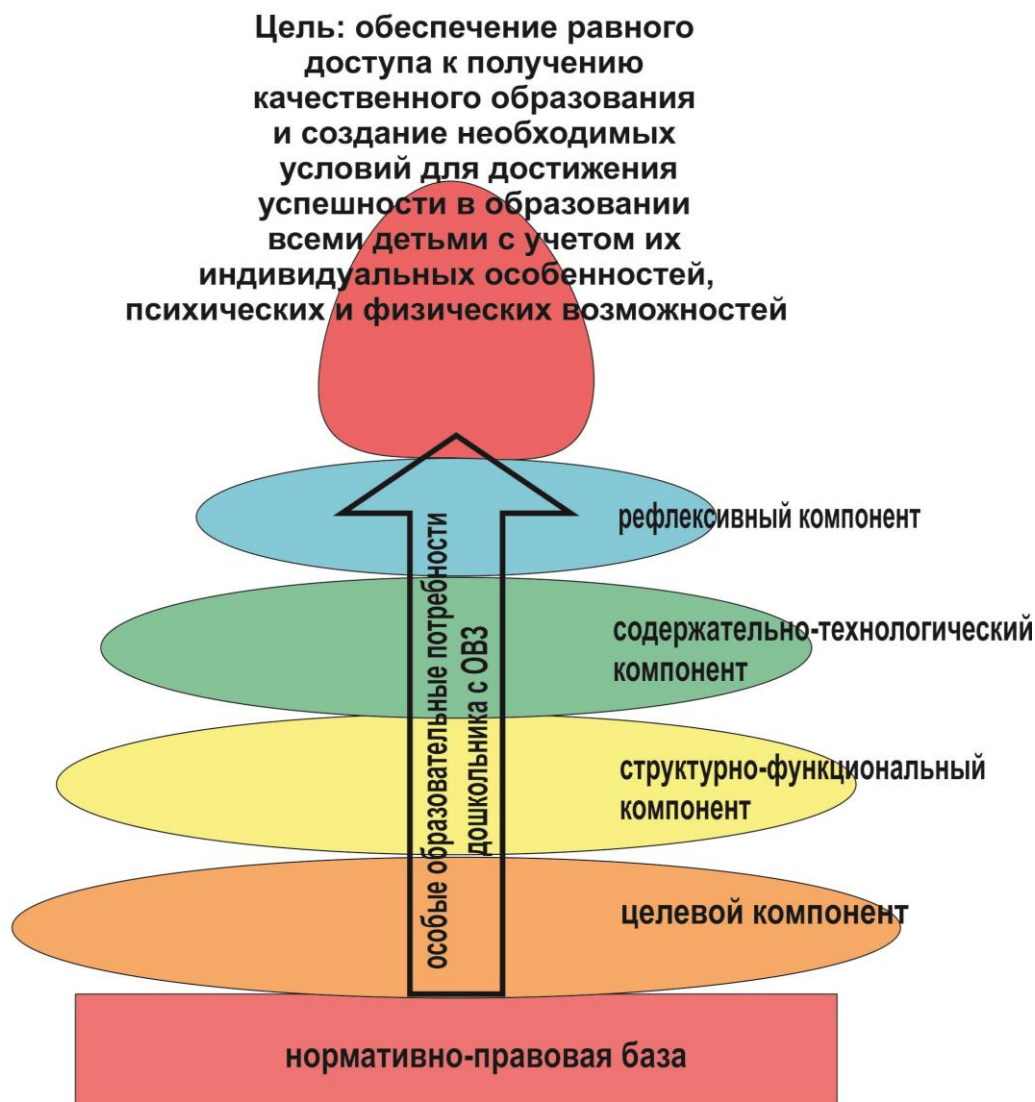 Цель: обеспечение равного
доступа к получению
качественного образования
и создание необходимых
условий для достижения
успешности в образовании
всеми детьми с учетом их
индивидуальных особенностей,
психических и физических возможностей
рефлексивный компонент
содержательно-технологический
компонент
структурно-функциональный
компонент
целевой компонент
особые образовательные потребности
дошкольника с ОВЗ
нормативно-правовая база